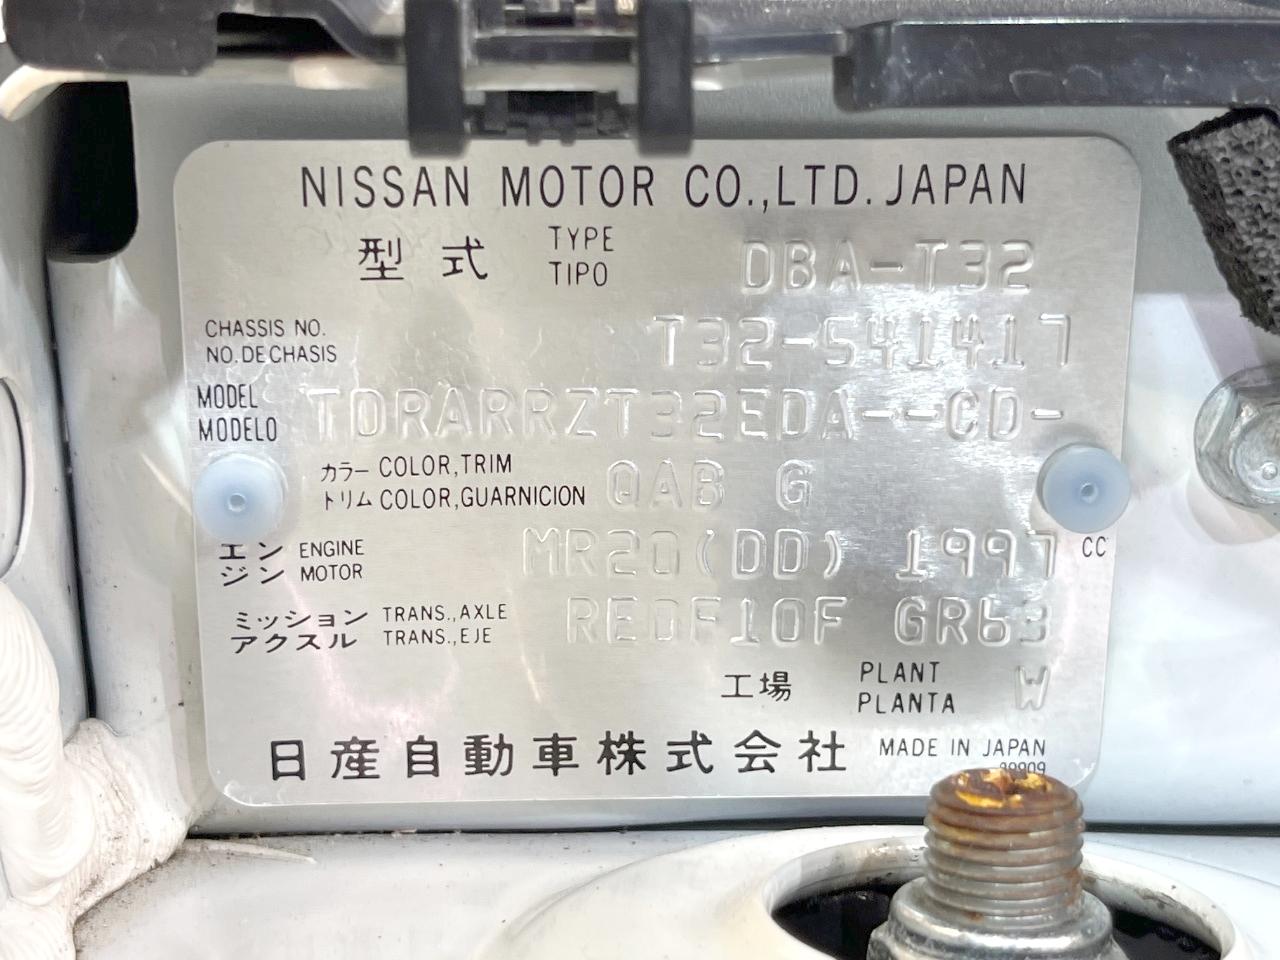 NISSAN MOTOR CO.,LTD. JAPAN
型式 TYPE TIPO DBA-T32
CHASSIS NO. NO. DE CHASIS T32-541417
MODEL MODELO TDRARRZT32EDA--CD-
カラー COLOR,TRIM
トリム COLOR,GUARNICION QAB G
エンジン ENGINE MOTOR MR20(DD) 1997 CC
ミッション TRANS.,AXLE
アクスル TRANS.,EJE RE0F10F GR63
工場 PLANT PLANTA W
日産自動車株式会社 MADE IN JAPAN